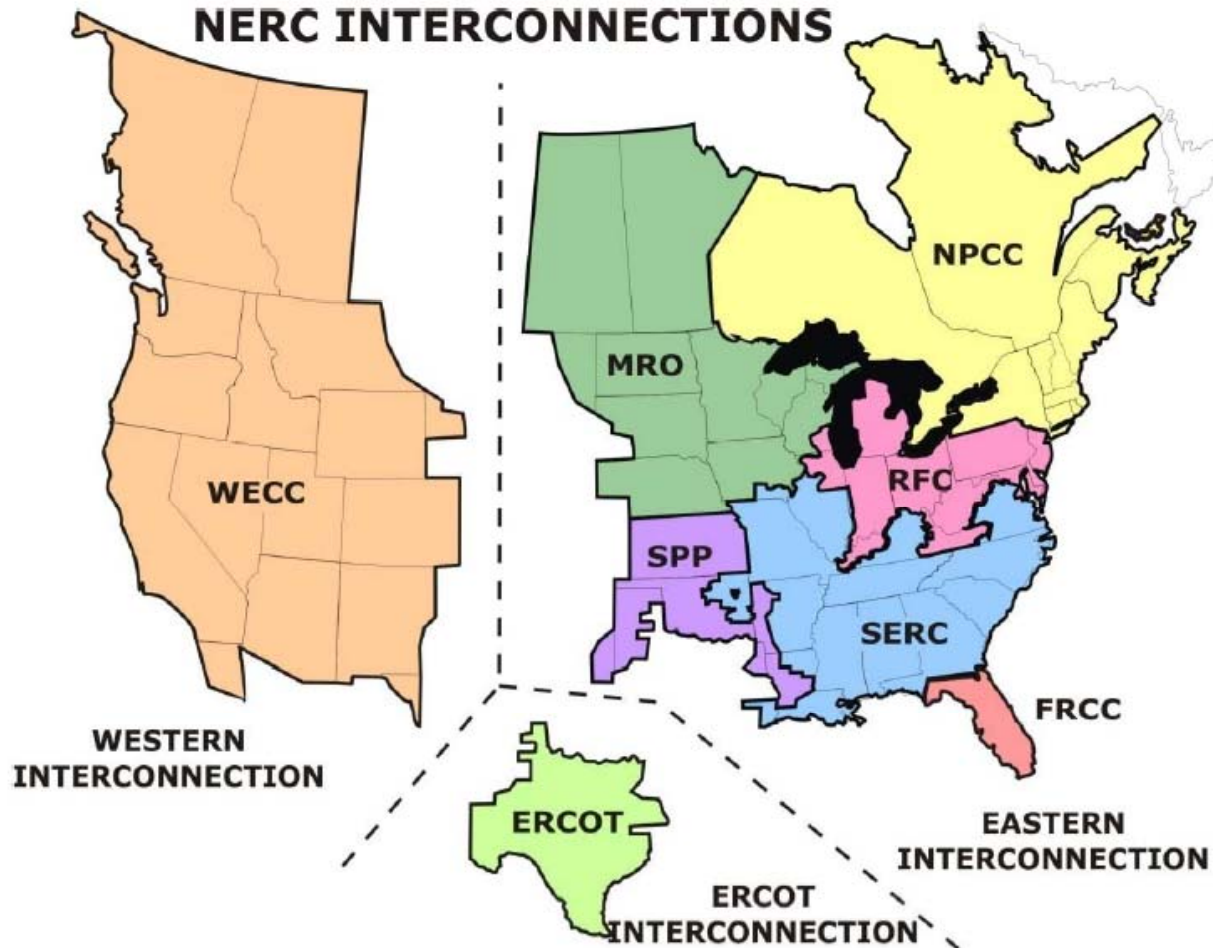 NERC INTERCONNECTIONS
NPCC
MRO
WECC
RFC
SPP
SERC
FRCC
WESTERN
INTERCONNECTION
ERCOT
EASTERN
INTERCONNECTION
ERCOT
INTERCONNECTION